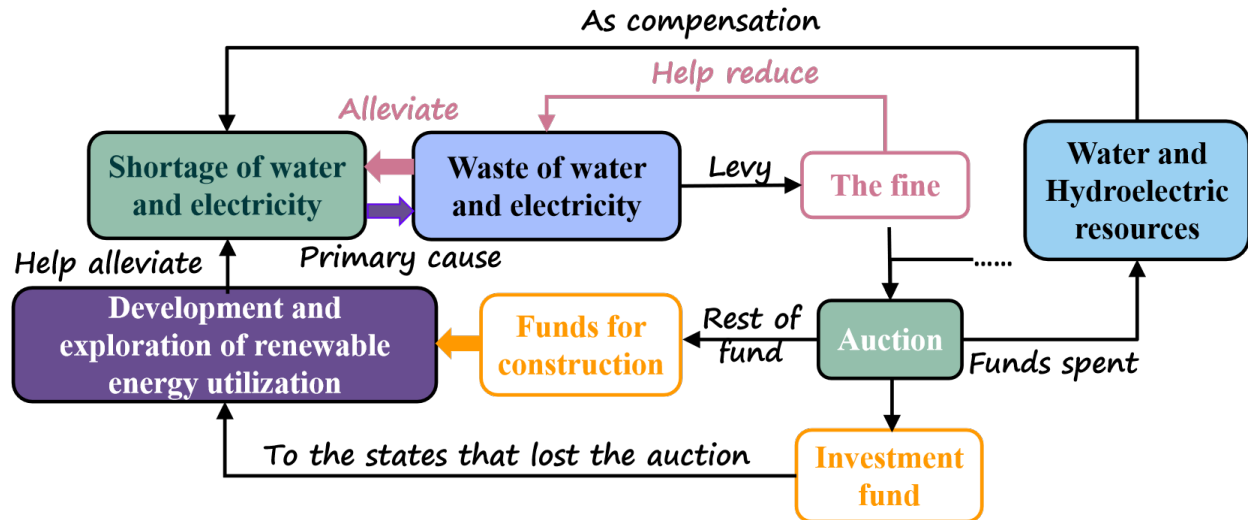 As compensation
Help reduce
Alleviate
Shortage of water
and electricity
Waste of water
and electricity
Levy
The fine
Water and
Hydroelectric
resources
Primary cause
Help alleviate
......
Development and
exploration of renewable
energy utilization
Funds for
construction
Rest of
fund
Auction
Funds spent
To the states that lost the auction
Investment
fund